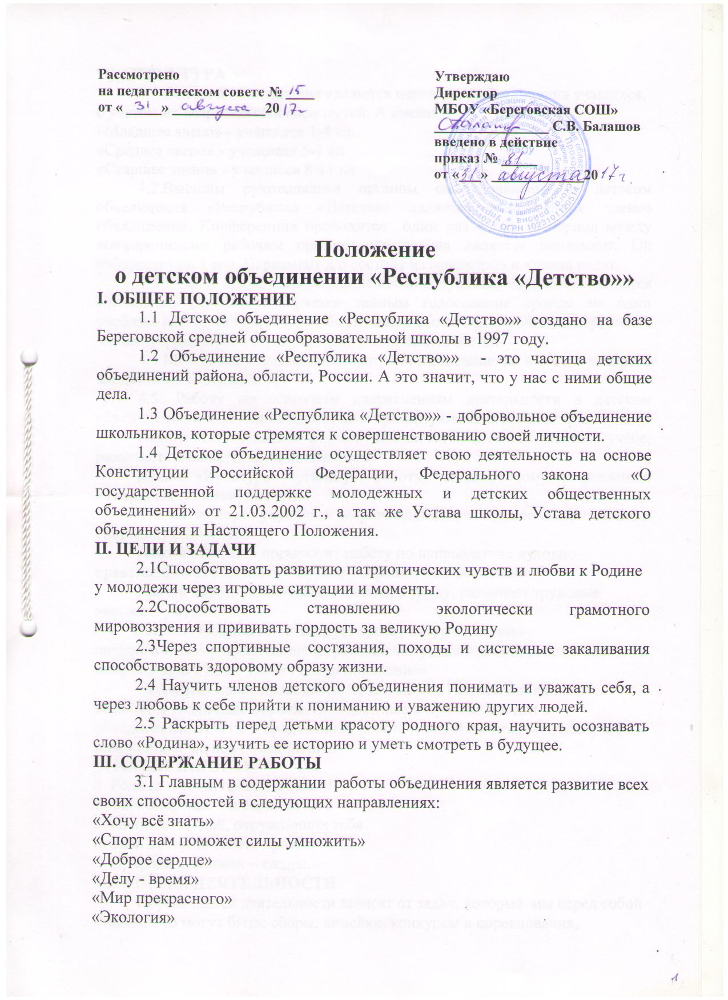 Рассмотрено
на педагогическом совете № 15
от « 31 » августа 2017г
Утверждаю
Директор
МБОУ «Береговская СОШ»
С.В. Балашов
введено в действие
приказ № 81
от «31» августа 2017г.
ОГРН 1023101120514
Положение
о детском объединении «Республика «Детство»»
I. ОБЩЕЕ ПОЛОЖЕНИЕ
1.1 Детское объединение «Республика «Детство»» создано на базе
Береговской средней общеобразовательной школы в 1997 году.
1.2 Объединение «Республика «Детство»» - это частица детских
объединений района, области, России. А это значит, что у нас с ними общие
дела.
1.3 Объединение «Республика «Детство»» - добровольное объединение
школьников, которые стремятся к совершенствованию своей личности.
1.4 Детское объединение осуществляет свою деятельность на основе
Конституции Российской Федерации, Федерального закона «О
государственной поддержке молодежных и детских общественных
объединений» от 21.03.2002 г., а так же Устава школы, Устава детского
объединения и Настоящего Положения.
II. ЦЕЛИ И ЗАДАЧИ
2.1Способствовать развитию патриотических чувств и любви к Родине
у молодежи через игровые ситуации и моменты.
2.2Способствовать становлению экологически грамотного
мировоззрения и прививать гордость за великую Родину
2.3Через спортивные состязания, походы и системные закаливания
способствовать здоровому образу жизни.
2.4 Научить членов детского объединения понимать и уважать себя, а
через любовь к себе прийти к пониманию и уважению других людей.
2.5 Раскрыть перед детьми красоту родного края, научить осознавать
слово «Родина», изучить ее историю и уметь смотреть в будущее.
III. СОДЕРЖАНИЕ РАБОТЫ
3.1 Главным в содержании работы объединения является развитие всех
своих способностей в следующих направлениях:
«Хочу всё знать»
«Спорт нам поможет силы умножить»
«Доброе сердце»
«Делу - время»
«Мир прекрасного»
«Экология»
1